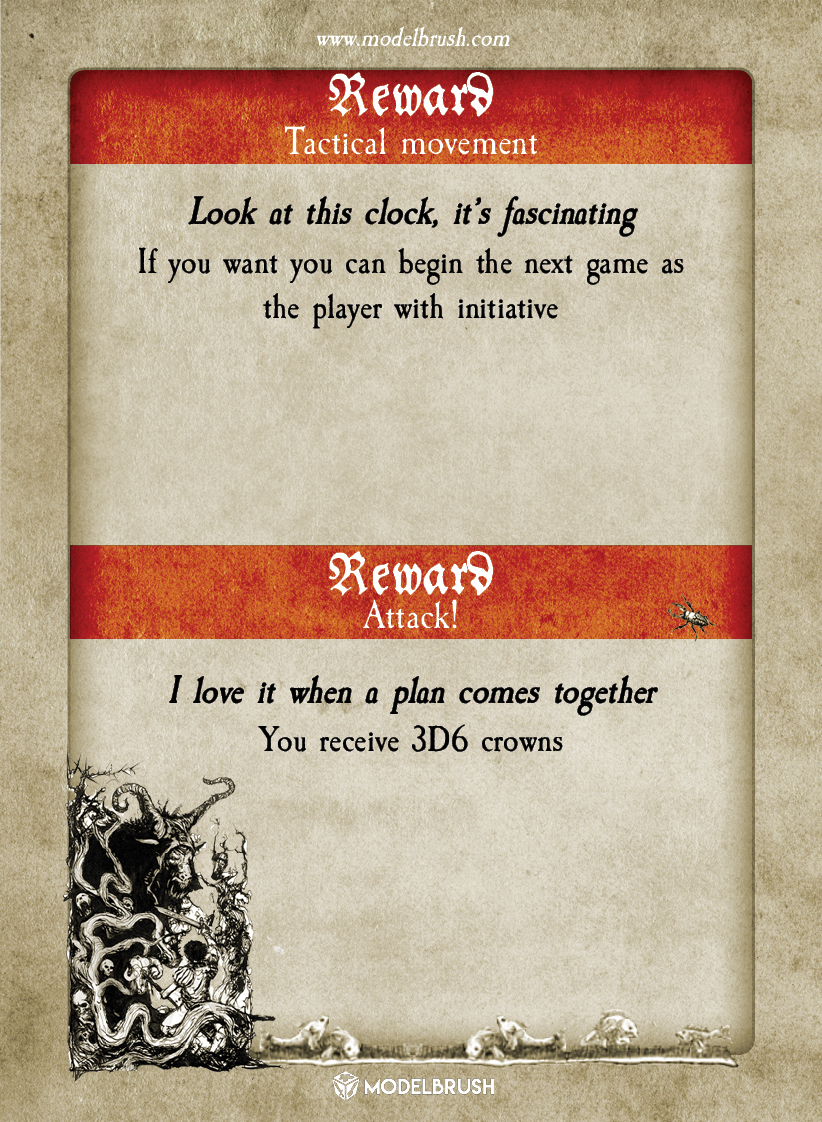 www.modelbrush.com
Reward
Tactical movement
Look at this clock, it's fascinating
If you want you can begin the next game as
the player with initiative
Reward
Attack!
I love it when a plan comes together
You receive 3D6 crowns
MODELBRUSH